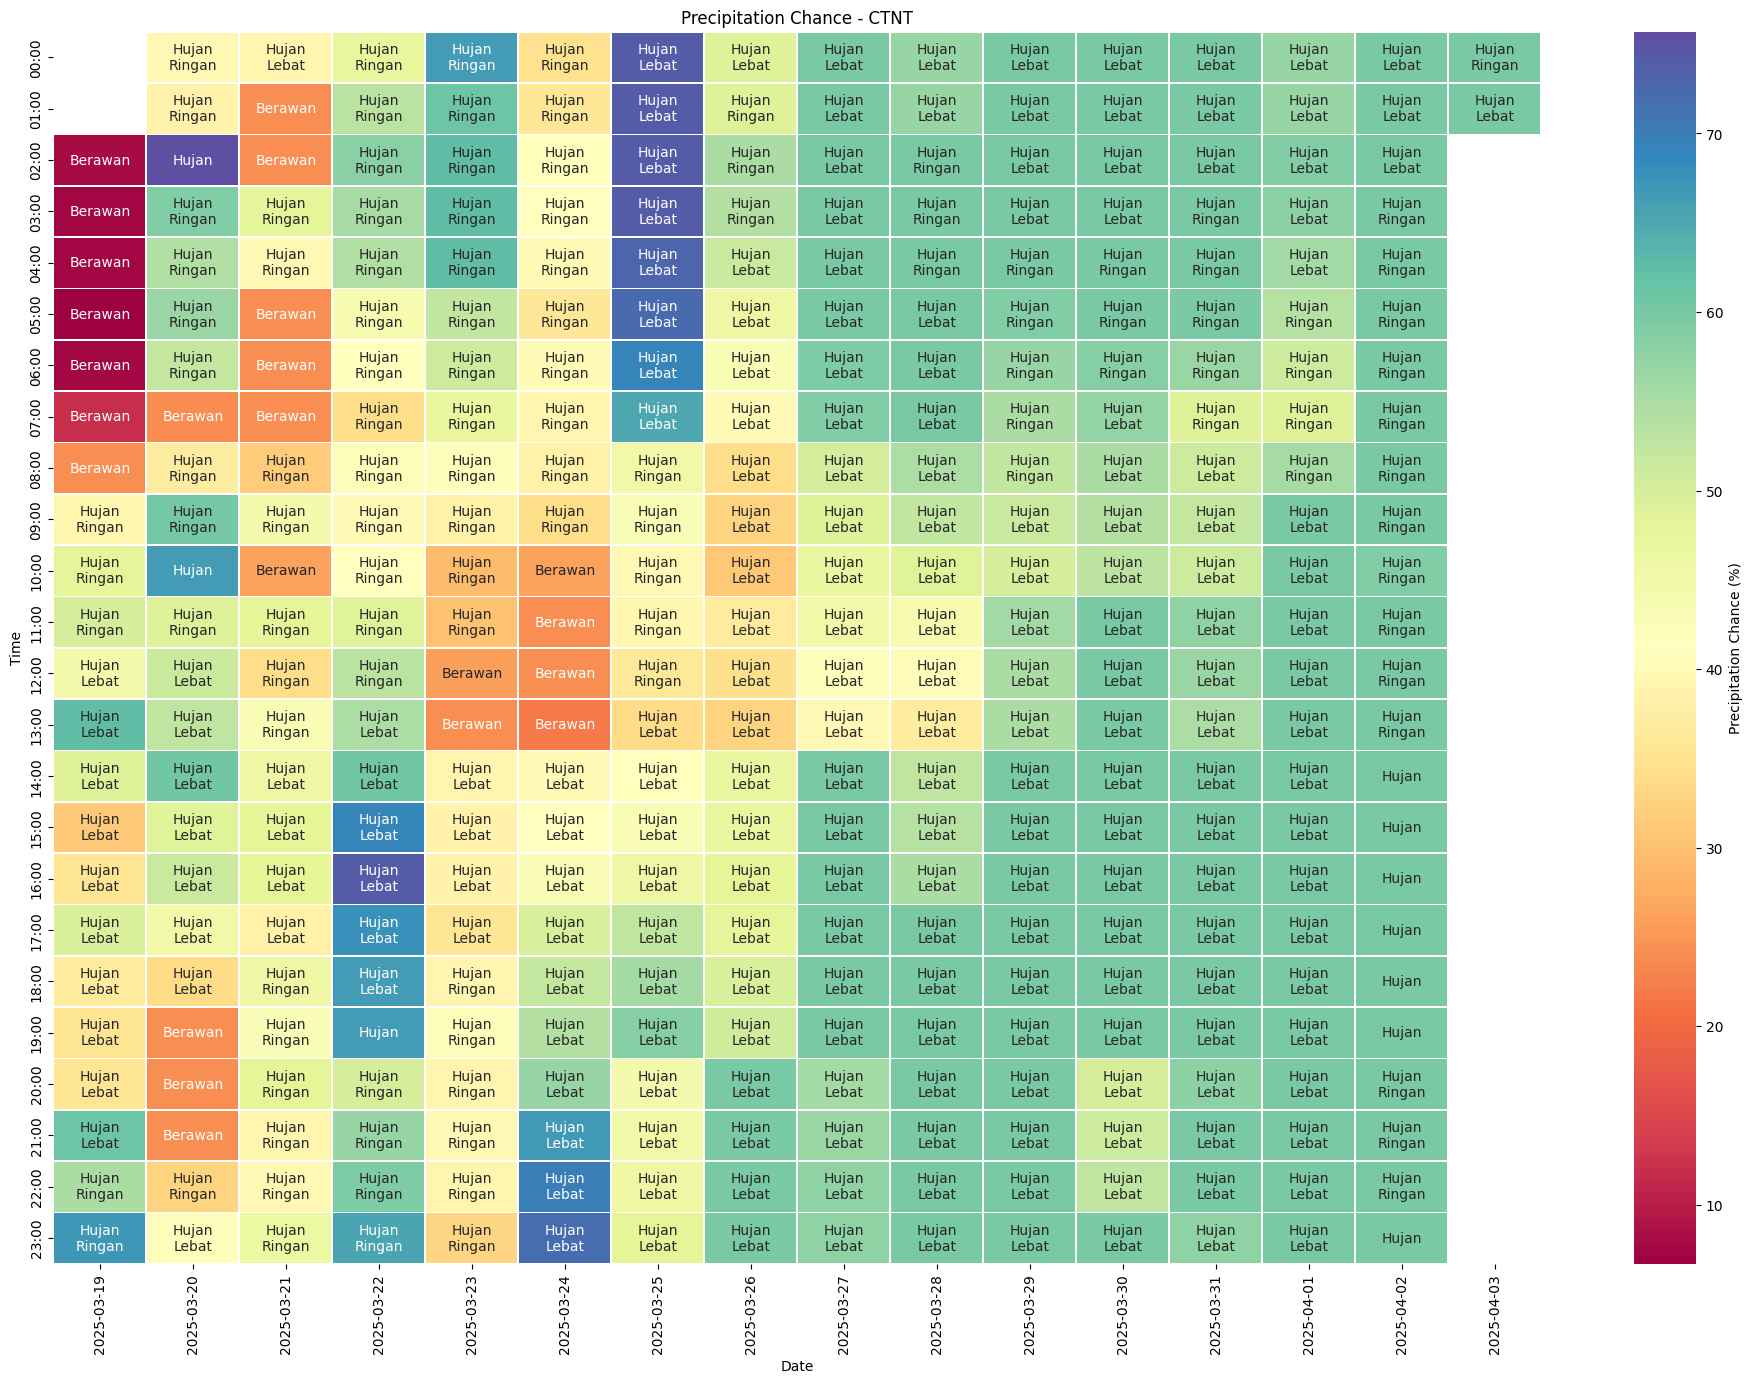 Precipitation Chance - CTNT
00:00 Hujan Ringan Hujan Lebat Hujan Ringan Hujan Ringan Hujan Ringan Hujan Lebat Hujan Lebat Hujan Lebat Hujan Lebat Hujan Lebat Hujan Lebat Hujan Lebat Hujan Lebat Hujan Lebat Hujan Ringan
01:00 Hujan Ringan Berawan Hujan Ringan Hujan Ringan Hujan Ringan Hujan Lebat Hujan Ringan Hujan Lebat Hujan Lebat Hujan Lebat Hujan Lebat Hujan Lebat Hujan Lebat Hujan Lebat Hujan Lebat
02:00 Berawan Hujan Berawan Hujan Ringan Hujan Ringan Hujan Ringan Hujan Lebat Hujan Ringan Hujan Lebat Hujan Ringan Hujan Lebat Hujan Lebat Hujan Lebat Hujan Lebat Hujan Lebat
03:00 Berawan Hujan Ringan Hujan Ringan Hujan Ringan Hujan Ringan Hujan Ringan Hujan Lebat Hujan Ringan Hujan Lebat Hujan Ringan Hujan Lebat Hujan Lebat Hujan Ringan Hujan Lebat Hujan Ringan
04:00 Berawan Hujan Ringan Hujan Ringan Hujan Ringan Hujan Ringan Hujan Ringan Hujan Lebat Hujan Lebat Hujan Lebat Hujan Ringan Hujan Ringan Hujan Ringan Hujan Ringan Hujan Lebat Hujan Ringan
05:00 Berawan Hujan Ringan Berawan Hujan Ringan Hujan Ringan Hujan Ringan Hujan Lebat Hujan Lebat Hujan Lebat Hujan Lebat Hujan Ringan Hujan Ringan Hujan Ringan Hujan Ringan Hujan Ringan
06:00 Berawan Hujan Ringan Berawan Hujan Ringan Hujan Ringan Hujan Ringan Hujan Lebat Hujan Lebat Hujan Lebat Hujan Lebat Hujan Ringan Hujan Ringan Hujan Ringan Hujan Ringan Hujan Ringan
07:00 Berawan Berawan Berawan Hujan Ringan Hujan Ringan Hujan Ringan Hujan Lebat Hujan Lebat Hujan Lebat Hujan Lebat Hujan Ringan Hujan Lebat Hujan Ringan Hujan Ringan Hujan Ringan
08:00 Berawan Hujan Ringan Hujan Ringan Hujan Ringan Hujan Ringan Hujan Ringan Hujan Ringan Hujan Lebat Hujan Lebat Hujan Lebat Hujan Ringan Hujan Lebat Hujan Lebat Hujan Ringan Hujan Ringan
09:00 Hujan Ringan Hujan Ringan Hujan Ringan Hujan Ringan Hujan Ringan Hujan Ringan Hujan Ringan Hujan Lebat Hujan Lebat Hujan Lebat Hujan Lebat Hujan Lebat Hujan Lebat Hujan Lebat Hujan Ringan
10:00 Hujan Ringan Hujan Berawan Hujan Ringan Hujan Ringan Berawan Hujan Ringan Hujan Lebat Hujan Lebat Hujan Lebat Hujan Lebat Hujan Lebat Hujan Lebat Hujan Lebat Hujan Ringan
11:00 Hujan Ringan Hujan Ringan Hujan Ringan Hujan Ringan Hujan Ringan Berawan Hujan Ringan Hujan Lebat Hujan Lebat Hujan Lebat Hujan Lebat Hujan Lebat Hujan Lebat Hujan Lebat Hujan Ringan
12:00 Hujan Lebat Hujan Lebat Hujan Ringan Hujan Ringan Berawan Berawan Hujan Ringan Hujan Lebat Hujan Lebat Hujan Lebat Hujan Lebat Hujan Lebat Hujan Lebat Hujan Lebat Hujan Ringan
13:00 Hujan Lebat Hujan Lebat Hujan Ringan Hujan Lebat Berawan Berawan Hujan Lebat Hujan Lebat Hujan Lebat Hujan Lebat Hujan Lebat Hujan Lebat Hujan Lebat Hujan Lebat Hujan Ringan
14:00 Hujan Lebat Hujan Lebat Hujan Lebat Hujan Lebat Hujan Lebat Hujan Lebat Hujan Lebat Hujan Lebat Hujan Lebat Hujan Lebat Hujan Lebat Hujan Lebat Hujan Lebat Hujan Lebat Hujan
15:00 Hujan Lebat Hujan Lebat Hujan Lebat Hujan Lebat Hujan Lebat Hujan Lebat Hujan Lebat Hujan Lebat Hujan Lebat Hujan Lebat Hujan Lebat Hujan Lebat Hujan Lebat Hujan Lebat Hujan
16:00 Hujan Lebat Hujan Lebat Hujan Lebat Hujan Lebat Hujan Lebat Hujan Lebat Hujan Lebat Hujan Lebat Hujan Lebat Hujan Lebat Hujan Lebat Hujan Lebat Hujan Lebat Hujan Lebat Hujan
17:00 Hujan Lebat Hujan Lebat Hujan Lebat Hujan Lebat Hujan Lebat Hujan Lebat Hujan Lebat Hujan Lebat Hujan Lebat Hujan Lebat Hujan Lebat Hujan Lebat Hujan Lebat Hujan Lebat Hujan
18:00 Hujan Lebat Hujan Lebat Hujan Ringan Hujan Lebat Hujan Ringan Hujan Lebat Hujan Lebat Hujan Lebat Hujan Lebat Hujan Lebat Hujan Lebat Hujan Lebat Hujan Lebat Hujan Lebat Hujan
19:00 Hujan Lebat Berawan Hujan Ringan Hujan Hujan Ringan Hujan Lebat Hujan Lebat Hujan Lebat Hujan Lebat Hujan Lebat Hujan Lebat Hujan Lebat Hujan Lebat Hujan Lebat Hujan
20:00 Hujan Lebat Berawan Hujan Ringan Hujan Ringan Hujan Ringan Hujan Lebat Hujan Lebat Hujan Lebat Hujan Lebat Hujan Lebat Hujan Lebat Hujan Lebat Hujan Lebat Hujan Lebat Hujan Ringan
21:00 Hujan Lebat Berawan Hujan Ringan Hujan Ringan Hujan Ringan Hujan Lebat Hujan Lebat Hujan Lebat Hujan Lebat Hujan Lebat Hujan Lebat Hujan Lebat Hujan Lebat Hujan Lebat Hujan Ringan
22:00 Hujan Ringan Hujan Ringan Hujan Ringan Hujan Ringan Hujan Ringan Hujan Lebat Hujan Lebat Hujan Lebat Hujan Lebat Hujan Lebat Hujan Lebat Hujan Lebat Hujan Lebat Hujan Lebat Hujan Ringan
23:00 Hujan Ringan Hujan Lebat Hujan Ringan Hujan Ringan Hujan Ringan Hujan Lebat Hujan Lebat Hujan Lebat Hujan Lebat Hujan Lebat Hujan Lebat Hujan Lebat Hujan Lebat Hujan Lebat Hujan
Time
2025-03-19 2025-03-20 2025-03-21 2025-03-22 2025-03-23 2025-03-24 2025-03-25 2025-03-26 2025-03-27 2025-03-28 2025-03-29 2025-03-30 2025-03-31 2025-04-01 2025-04-02 2025-04-03
Date
70
60
50
40
30
20
10
Precipitation Chance (%)